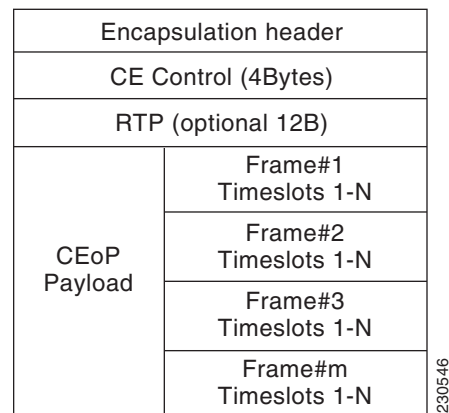 Encapsulation header
CE Control (4Bytes)
RTP (optional 12B)
CEoP
Payload
Frame#1
Timeslots 1-N
Frame#2
Timeslots 1-N
Frame#3
Timeslots 1-N
Frame#m
Timeslots 1-N
230546